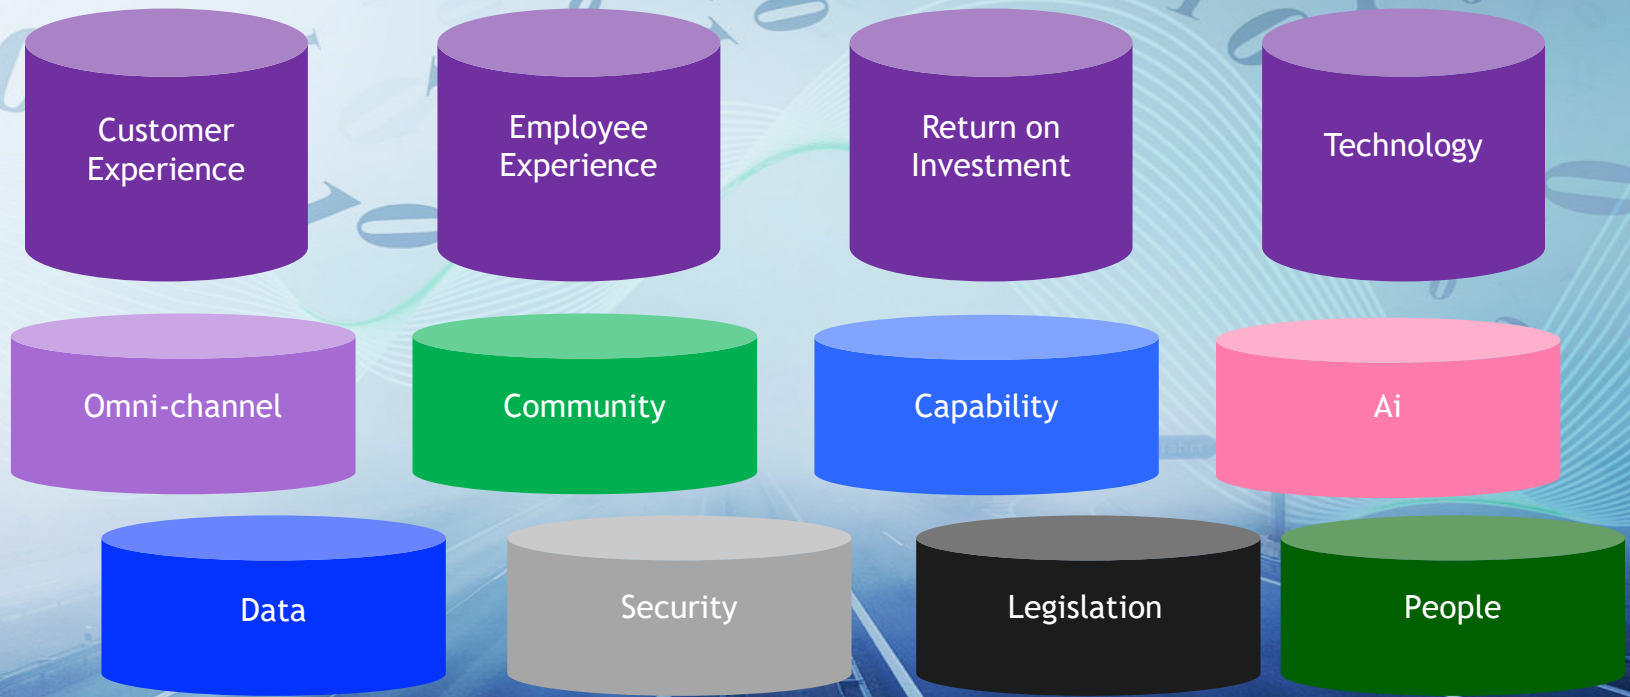 Customer
Experience
Employee
Experience
Return on
Investment
Technology
Omni-channel
Community
Capability
Ai
Data
Security
Legislation
People